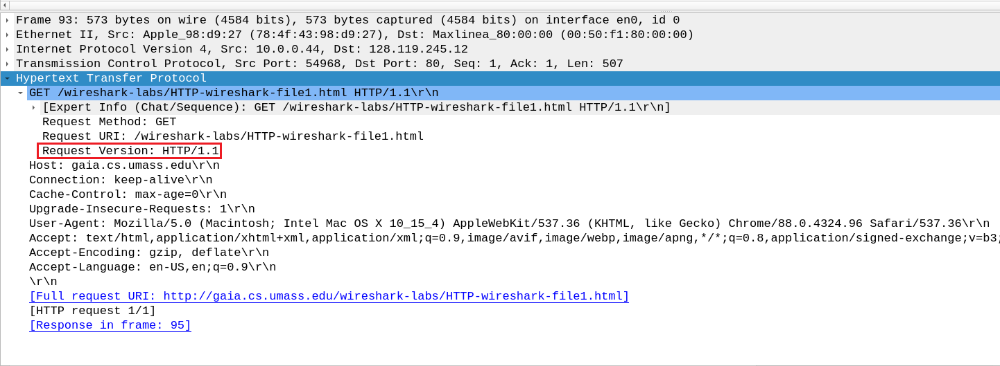 Frame 93: 573 bytes on wire (4584 bits), 573 bytes captured (4584 bits) on interface en0, id 0
Ethernet II, Src: Apple_98:d9:27 (78:4f:43:98:d9:27), Dst: Maxlinea_80:00:00 (00:50:f1:80:00:00)
Internet Protocol Version 4, Src: 10.0.0.44, Dst: 128.119.245.12
Transmission Control Protocol, Src Port: 54968, Dst Port: 80, Seq: 1, Ack: 1, Len: 507
Hypertext Transfer Protocol
GET /wireshark-labs/HTTP-wireshark-file1.html HTTP/1.1\r\n
[Expert Info (Chat/Sequence): GET /wireshark-labs/HTTP-wireshark-file1.html HTTP/1.1\r\n]
Request Method: GET
Request URI: /wireshark-labs/HTTP-wireshark-file1.html
Request Version: HTTP/1.1
Host: gaia.cs.umass.edu\r\n
Connection: keep-alive\r\n
Cache-Control: max-age=0\r\n
Upgrade-Insecure-Requests: 1\r\n
User-Agent: Mozilla/5.0 (Macintosh; Intel Mac OS X 10_15_4) AppleWebKit/537.36 (KHTML, like Gecko) Chrome/88.0.4324.96 Safari/537.36\r\n
Accept: text/html,application/xhtml+xml,application/xml;q=0.9,image/avif,image/webp,image/apng,*/*;q=0.8,application/signed-exchange;v=b3;
Accept-Encoding: gzip, deflate\r\n
Accept-Language: en-US,en;q=0.9\r\n
\r\n
[Full request URI: http://gaia.cs.umass.edu/wireshark-labs/HTTP-wireshark-file1.html]
[HTTP request 1/1]
[Response in frame: 95]